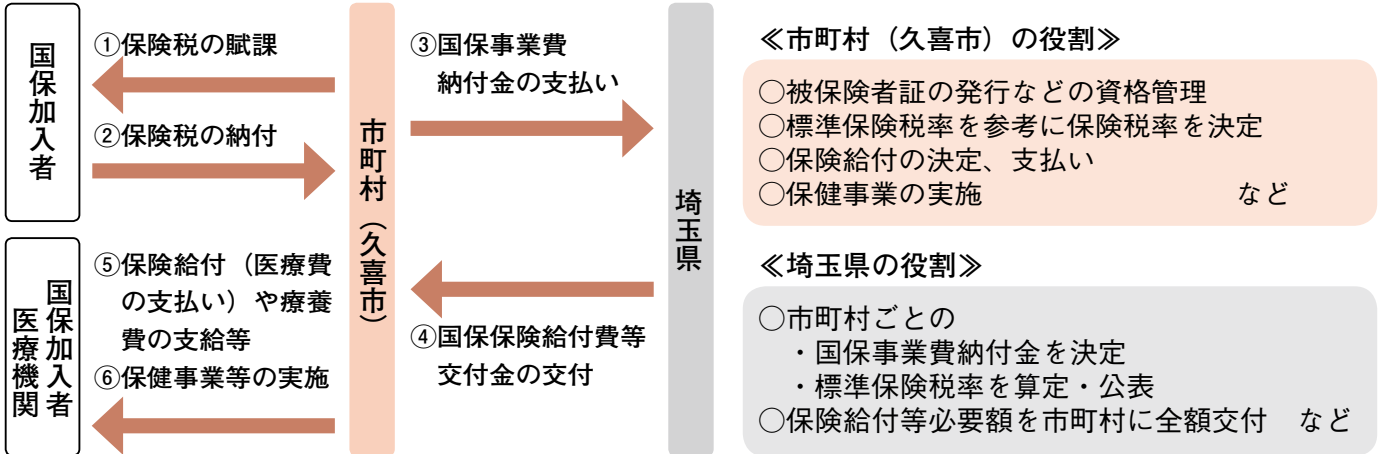 国保加入者
①保険税の賦課
②保険税の納付
国保加入者
医療機関
⑤保険給付（医療費
の支払い）や療養
費の支給等
⑥保健事業等の実施
市町村（久喜市）
③国保事業費
納付金の支払い
④国保保険給付費等
交付金の交付
埼玉県
≪市町村（久喜市）の役割≫
○被保険者証の発行などの資格管理
○標準保険税率を参考に保険税率を決定
○保険給付の決定、支払い
○保健事業の実施　など
≪埼玉県の役割≫
○市町村ごとの
・国保事業費納付金を決定
・標準保険税率を算定・公表
○保険給付等必要額を市町村に全額交付　など